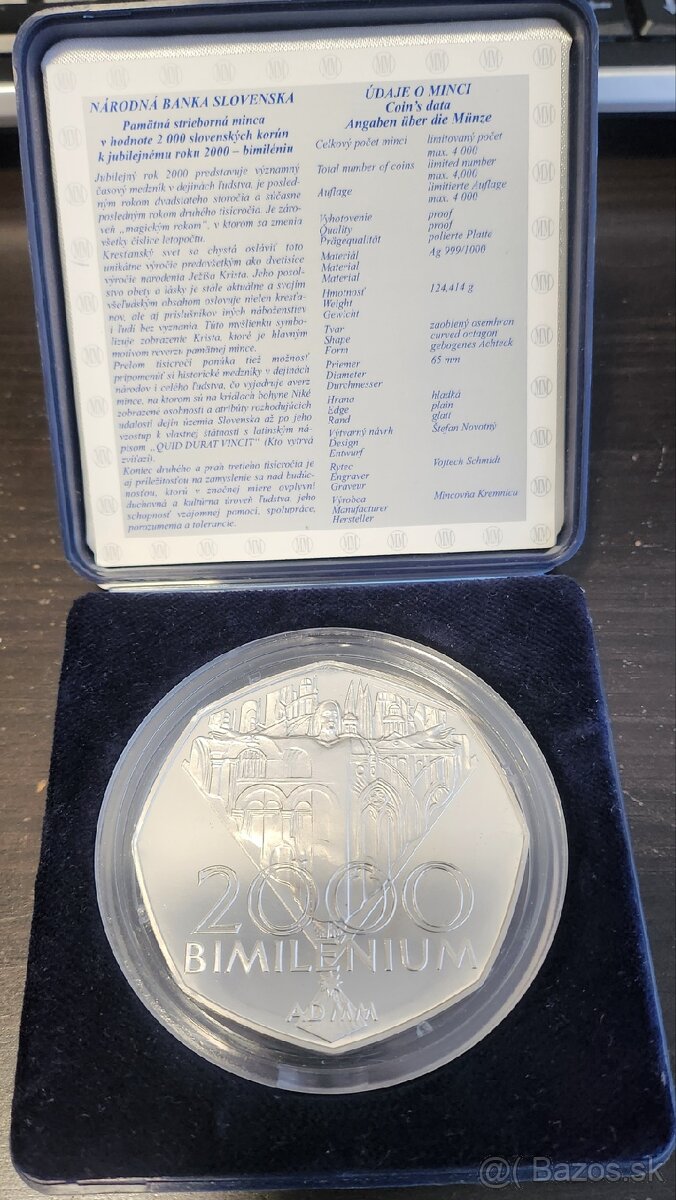 NÁRODNÁ BANKA SLOVENSKA
Pamätná strieborná minca
v hodnote 2 000 slovenských korún
k jubilejnému roku 2000 – bimiléniu
Jubilejný rok 2000 predstavuje významný
časový medzník v dejinách ľudstva, je posled-
ným rokom dvadsiateho storočia a súčasne
posledným rokom druhého tisícročia. Je záro-
veň „magickým rokom", v ktorom sa zmenia
všetky číslice letopočtu.
Kresťanský svet sa chystá osláviť toto
unikátne výročie predovšetkým ako dvetisíce
výročie narodenia Ježiša Krista. Jeho posol-
stvo obety a lásky je stále aktuálne a svojím
všeľudským obsahom oslovuje nielen kresťa-
nov, ale aj príslušníkov iných náboženstiev
i ľudí bez vyznania. Túto myšlienku symbo-
lizuje zobrazenie Krista, ktoré je hlavným
motívom reverzu pamätnej mince.
Prelom tisícročí ponúka tiež možnosť
pripomenúť si historické medzníky v dejinách
národov i celého ľudstva, čo vyjadruje averz
mince, na ktorom sú na krídlach bohyne Niké
zobrazené osobnosti a atribúty rozhodujúcich
udalostí dejín územia Slovenska až po jeho
vzostup k vlastnej štátnosti s latinským ná-
pisom „QUID DURAT VINCIT" (Kto vytrvá
zvíťazí).
Koniec druhého a prah tretieho tisícročia je
aj príležitosťou na zamyslenie sa nad budúc-
nosťou, ktorú v značnej miere ovplyvní
duchovná a kultúrna úroveň ľudstva, jeho
schopnosť vzájomnej pomoci, spolupráce,
porozumenia a tolerancie.
ÚDAJE O MINCI
Coin's data
Angaben über die Münze
Celkový počet mincí limitovaný počet
max. 4 000
Total number of coins limited number
max. 4,000
Auflage limitierte Auflage
max. 4 000
Vyhotovenie proof
Quality proof
Prägequalität polierte Platte
Materiál Ag 999/1000
Material
Material
Hmotnosť 124,414 g
Weight
Gewicht
Tvar zaoblený osemhran
Shape curved octagon
Form gebogenes Achteck
Priemer 65 mm
Diameter
Durchmesser
Hrana hladká
Edge plain
Rand glatt
Výtvarný návrh Štefan Novotný
Design
Entwurf
Rytec Vojtech Schmidt
Engraver
Graveur
Výrobca Mincovňa Kremnica
Manufacturer
Hersteller
2000
BIMILENIUM
AD MM
@( Bazos.sk